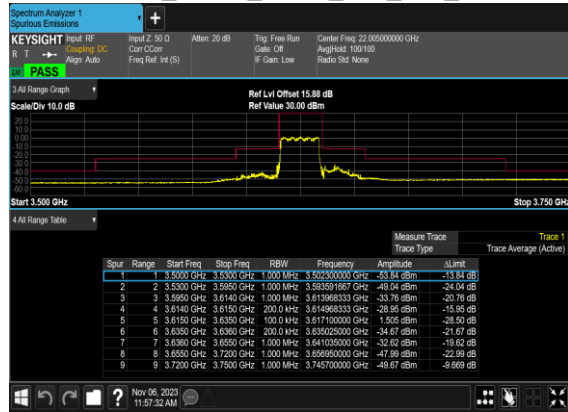 Spectrum Analyzer 1
Spurious Emissions
+
KEYSIGHT Input: RF Input Z: 50 Ω Atten: 20 dB Trig: Free Run Center Freq: 22.005000000 GHz
R T Coupling: DC Corr CCorr Gate: Off Avg|Hold: 100/100
Align: Auto Freq Ref: Int (S) IF Gain: Low Radio Std: None
PASS
3 All Range Graph
Ref Lvl Offset 15.88 dB
Scale/Div 10.0 dB Ref Value 30.00 dBm
20.0
10.0
0.00
-10.0
-20.0
-30.0
-40.0
-50.0
-60.0
Start 3.500 GHz Stop 3.750 GHz
4 All Range Table
Measure Trace Trace 1
Trace Type Trace Average (Active)
Spur Range Start Freq Stop Freq RBW Frequency Amplitude ΔLimit
1 1 3.5000 GHz 3.5300 GHz 1.000 MHz 3.502300000 GHz -53.84 dBm -13.84 dB
2 2 3.5300 GHz 3.5950 GHz 1.000 MHz 3.593591667 GHz -49.04 dBm -24.04 dB
3 3 3.5950 GHz 3.6140 GHz 1.000 MHz 3.613968333 GHz -33.76 dBm -20.76 dB
4 4 3.6140 GHz 3.6150 GHz 200.0 kHz 3.614968333 GHz -28.95 dBm -15.95 dB
5 5 3.6150 GHz 3.6350 GHz 100.0 kHz 3.617100000 GHz 1.505 dBm -28.50 dB
6 6 3.6350 GHz 3.6360 GHz 200.0 kHz 3.635025000 GHz -34.67 dBm -21.67 dB
7 7 3.6360 GHz 3.6550 GHz 1.000 MHz 3.641035000 GHz -32.62 dBm -19.62 dB
8 8 3.6550 GHz 3.7200 GHz 1.000 MHz 3.656950000 GHz -47.99 dBm -22.99 dB
9 9 3.7200 GHz 3.7500 GHz 1.000 MHz 3.745700000 GHz -49.67 dBm -9.669 dB
? Nov 06, 2023
11:57:32 AM